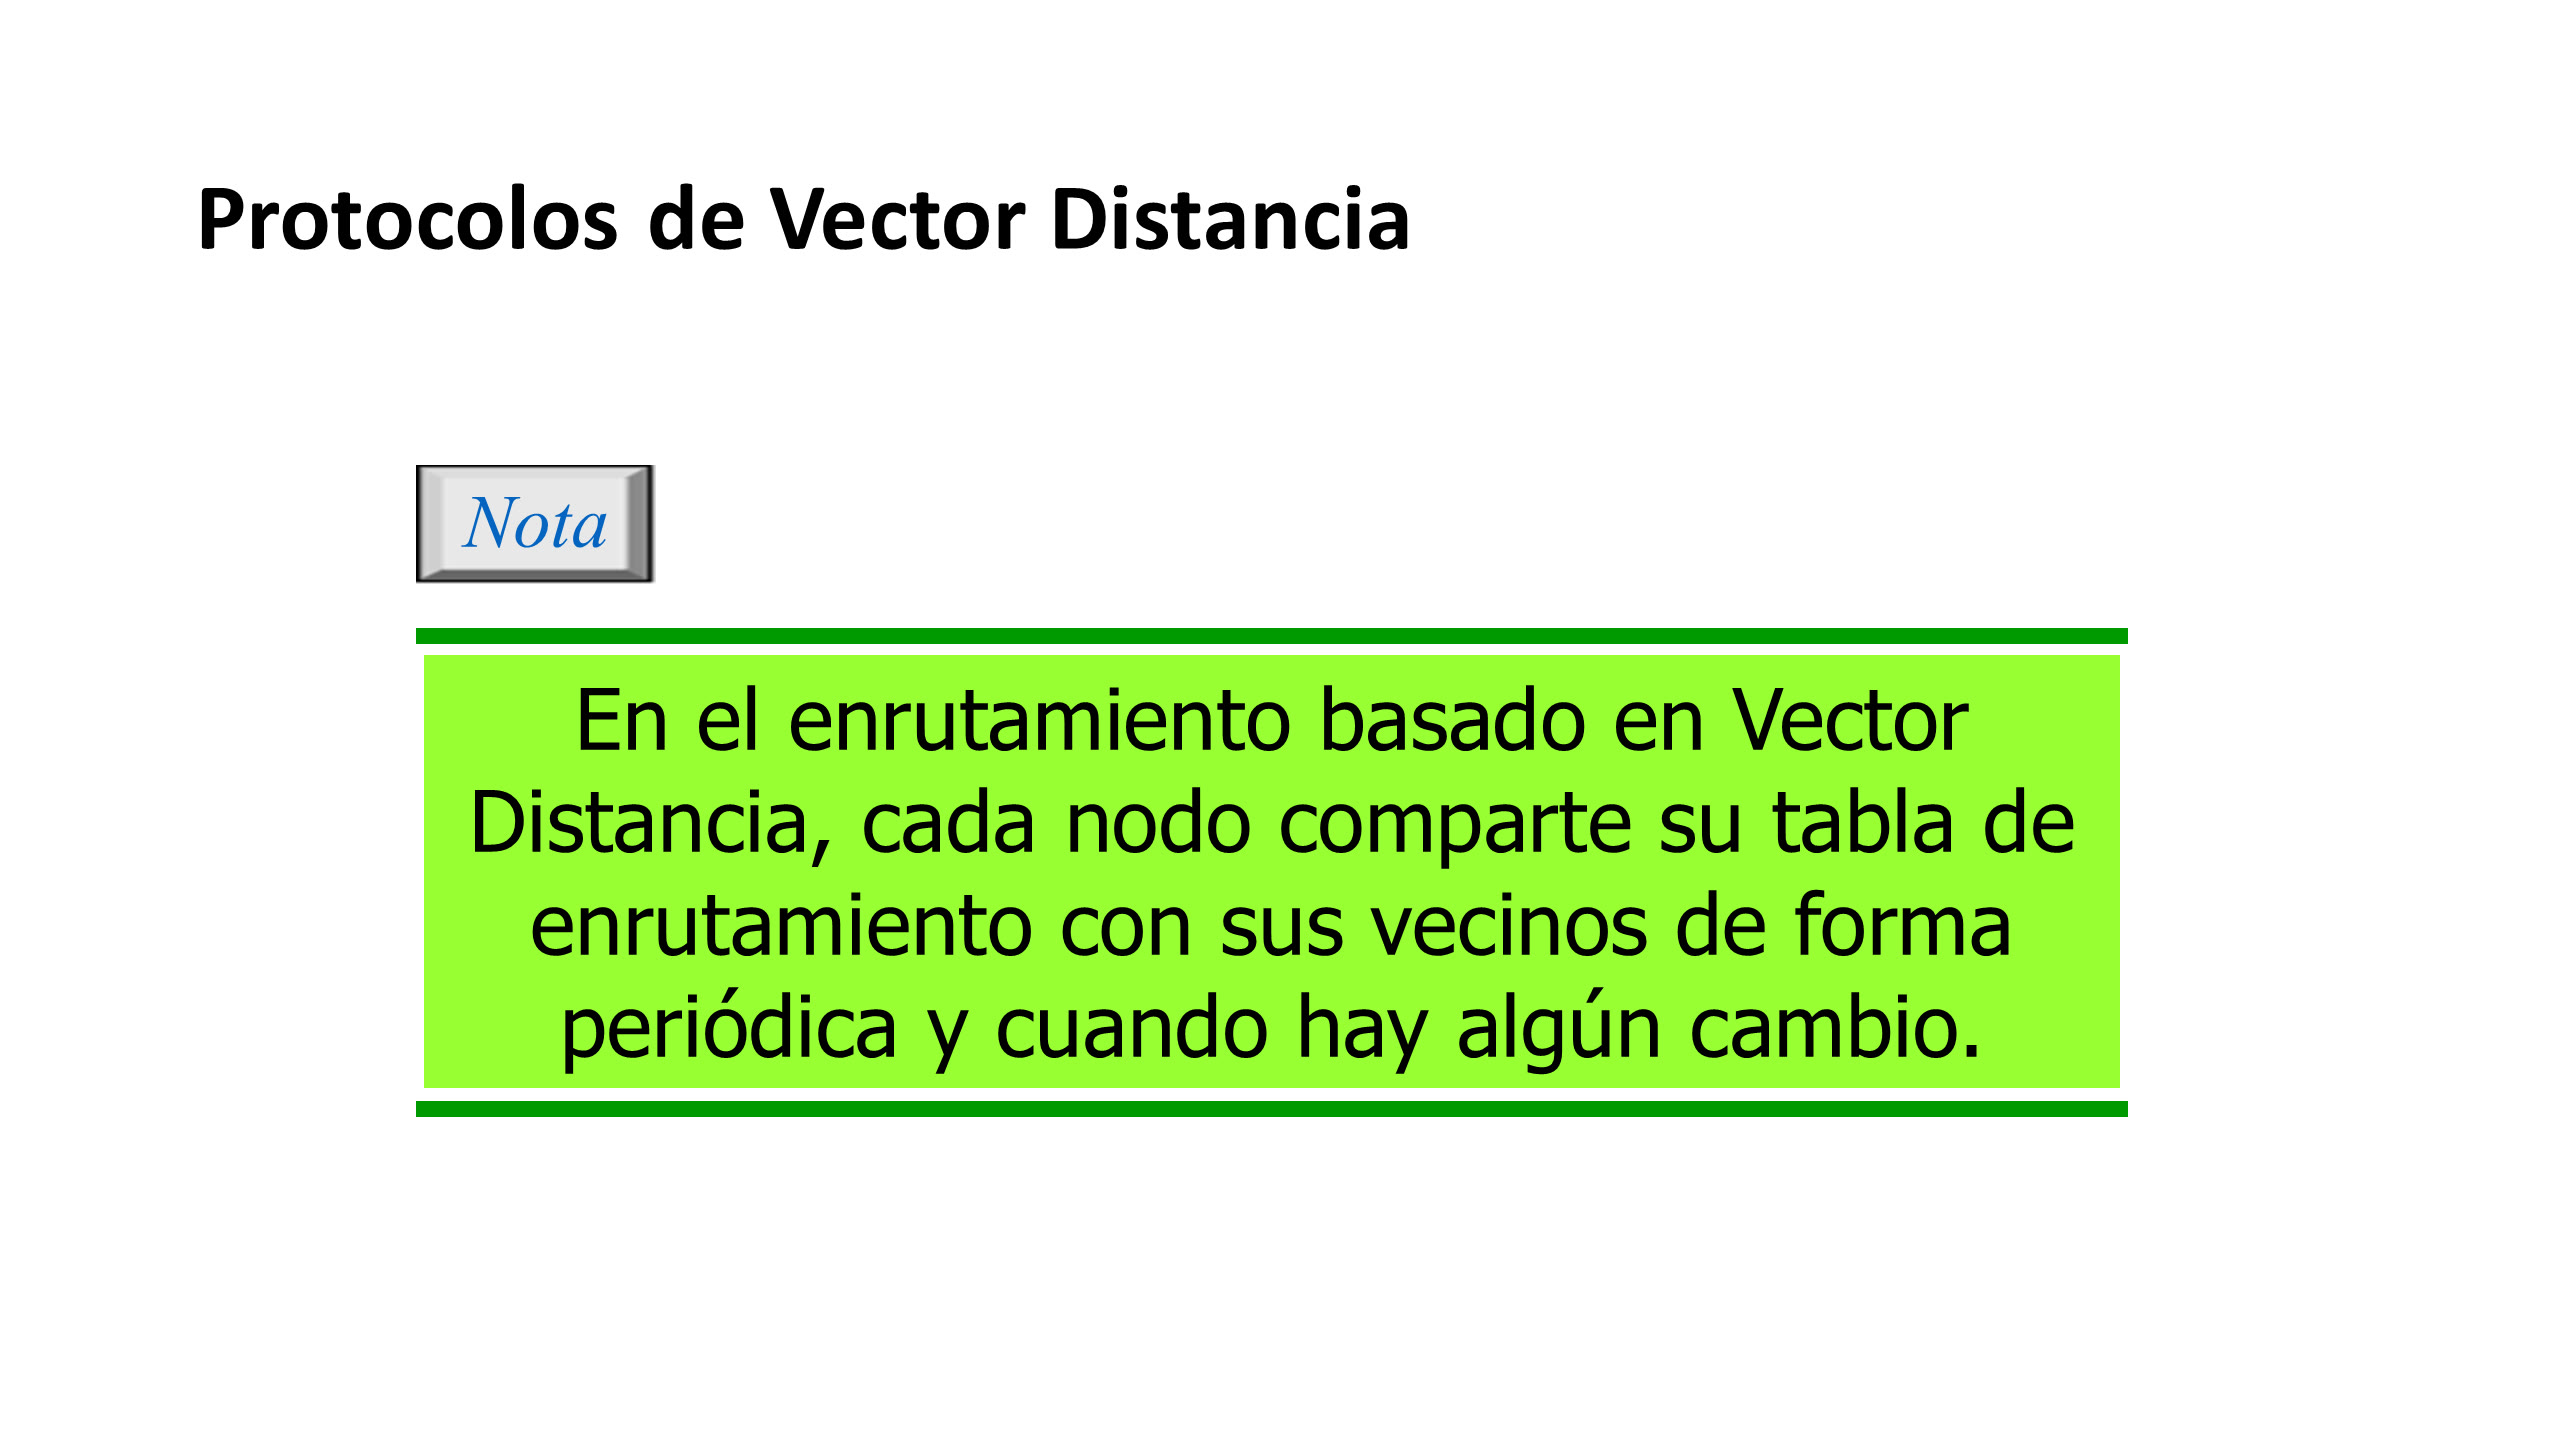 Protocolos de Vector Distancia
Nota
En el enrutamiento basado en Vector
Distancia, cada nodo comparte su tabla de
enrutamiento con sus vecinos de forma
periódica y cuando hay algún cambio.